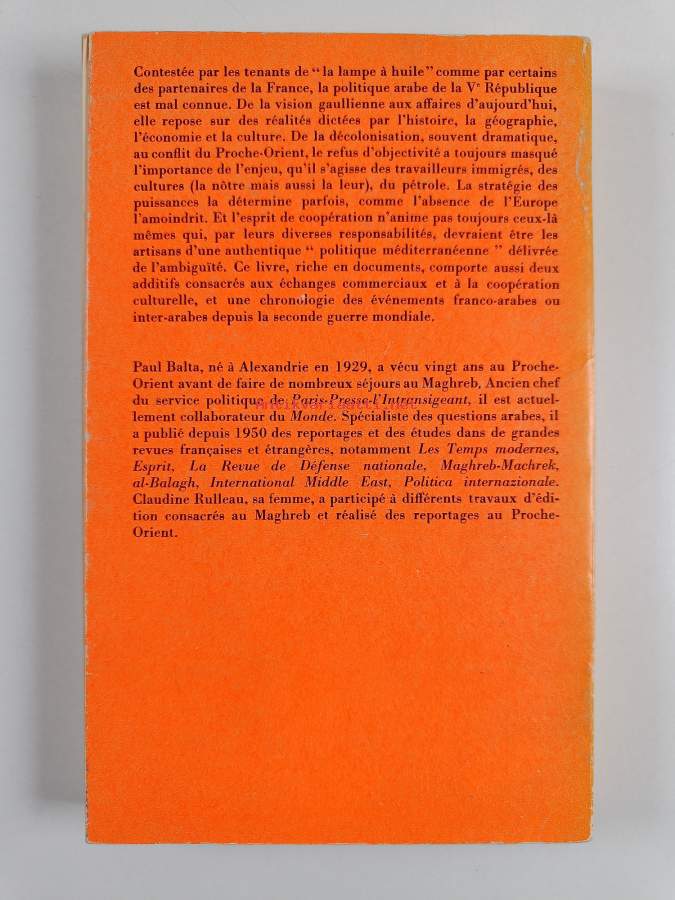 Contestée par les tenants de “ la lampe à huile ” comme par certains
des partenaires de la France, la politique arabe de la Ve République
est mal connue. De la vision gaullienne aux affaires d'aujourd'hui,
elle repose sur des réalités dictées par l'histoire, la géographie,
l'économie et la culture. De la décolonisation, souvent dramatique,
au conflit du Proche-Orient, le refus d'objectivité a toujours masqué
l'importance de l'enjeu, qu'il s'agisse des travailleurs immigrés, des
cultures (la nôtre mais aussi la leur), du pétrole. La stratégie des
puissances la détermine parfois, comme l'absence de l'Europe
l'amoindrit. Et l'esprit de coopération n'anime pas toujours ceux-là
mêmes qui, par leurs diverses responsabilités, devraient être les
artisans d'une authentique “ politique méditerranéenne ” délivrée
de l'ambiguïté. Ce livre, riche en documents, comporte aussi deux
additifs consacrés aux échanges commerciaux et à la coopération
culturelle, et une chronologie des événements franco-arabes ou
inter-arabes depuis la seconde guerre mondiale.
Paul Balta, né à Alexandrie en 1929, a vécu vingt ans au Proche-
Orient avant de faire de nombreux séjours au Maghreb. Ancien chef
du service politique de Paris-Presse-l'Intransigeant, il est actuel-
lement collaborateur du Monde. Spécialiste des questions arabes, il
a publié depuis 1950 des reportages et des études dans de grandes
revues françaises et étrangères, notamment Les Temps modernes,
Esprit, La Revue de Défense nationale, Maghreb-Machrek,
al-Balagh, International Middle East, Politica internazionale.
Claudine Rulleau, sa femme, a participé à différents travaux d'édi-
tion consacrés au Maghreb et réalisé des reportages au Proche-
Orient.
Antikvariaatti.net